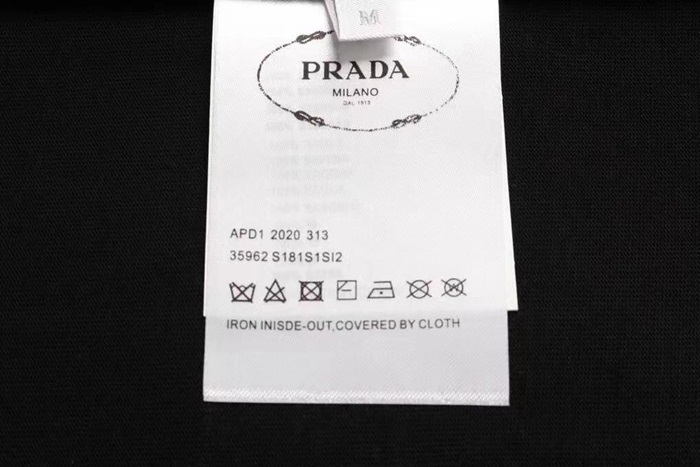 M
PRADA
MILANO
DAL 1913
APD1 2020 313
35962 S181S1SI2
IRON INISDE-OUT,COVERED BY CLOTH